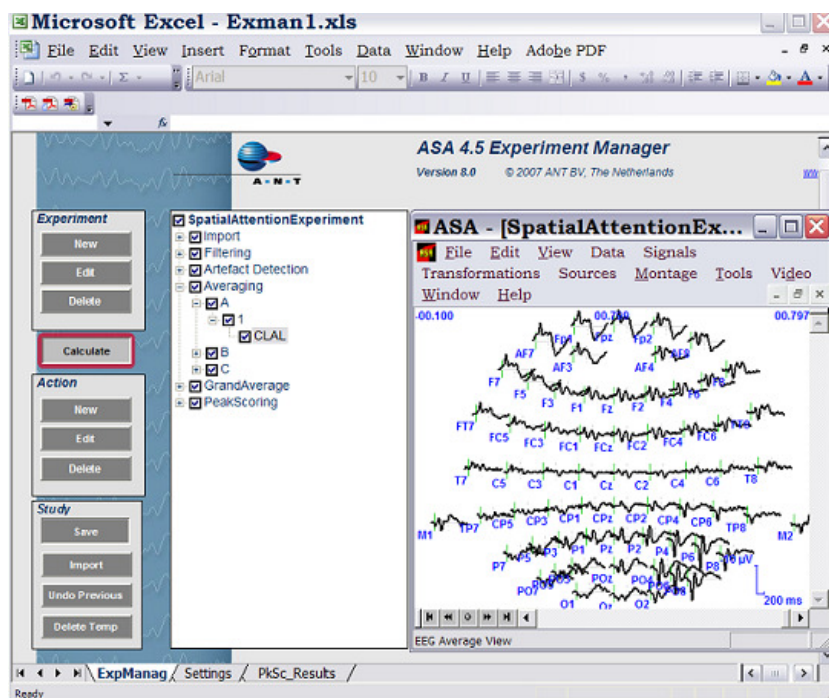 Microsoft Excel - Exman1.xls
File Edit View Insert Format Tools Data Window Help Adobe PDF
Arial 10 B I U $ % , A
fx
A·N·T
ASA 4.5 Experiment Manager
Version 8.0 © 2007 ANT BV, The Netherlands
Experiment
New
Edit
Delete
Calculate
Action
New
Edit
Delete
Study
Save
Import
Undo Previous
Delete Temp
SpatialAttentionExperiment
Import
Filtering
Artefact Detection
Averaging
A
1
CLAL
B
C
GrandAverage
PeakScoring
ASA - [SpatialAttentionEx...
File Edit View Data Signals
Transformations Sources Montage Tools Video
Window Help
-00.100 00.797
Fp1 Fpz Fp2
AF7 AF3 AF4 AF8
F7 F5 F3 F1 Fz F2 F4 F6 F8
FT7 FC5 FC3 FC1 FCz FC2 FC4 FC6
T7 C5 C3 C1 Cz C2 C4 C6 T8
M1 TP7 CP5 CP3 CP1 CPz CP2 CP4 CP6 TP8 M2
P7 P5 P3 P1 Pz P2 P4 P6 P8
PO7 POz PO4
O1 Oz O2
200 ms
EEG Average View
ExpManag Settings PkSc_Results
Ready